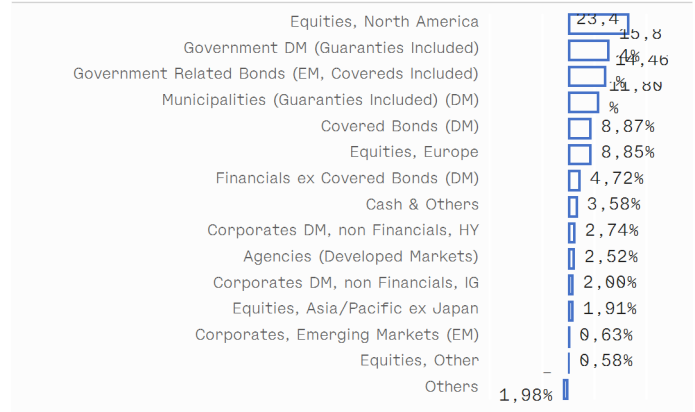 Equities, North America 23,4
Government DM (Guaranties Included) 15,8 4%
Government Related Bonds (EM, Covereds Included) 14,46 %
Municipalities (Guaranties Included) (DM) 11,80 %
Covered Bonds (DM) 8,87%
Equities, Europe 8,85%
Financials ex Covered Bonds (DM) 4,72%
Cash & Others 3,58%
Corporates DM, non Financials, HY 2,74%
Agencies (Developed Markets) 2,52%
Corporates DM, non Financials, IG 2,00%
Equities, Asia/Pacific ex Japan 1,91%
Corporates, Emerging Markets (EM) 0,63%
Equities, Other 0,58%
Others -1,98%